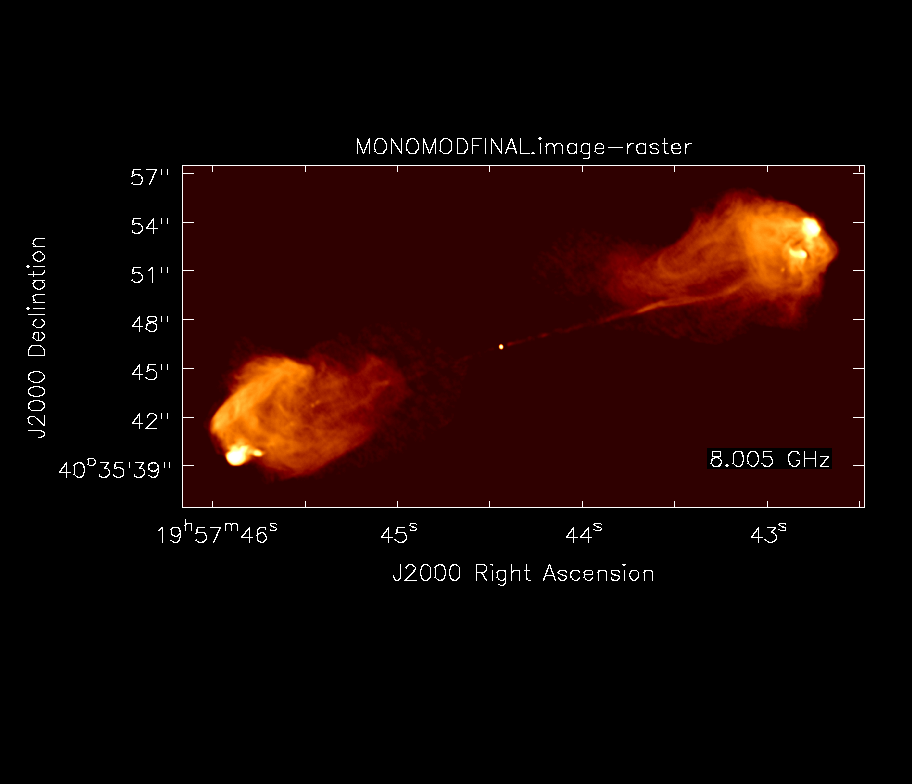 MONOMODFINAL.image-raster
57"
54"
51"
48"
45"
42"
40°35'39"
J2000 Declination
8.005 GHz
19ʰ57ᵐ46ˢ
45ˢ
44ˢ
43ˢ
J2000 Right Ascension